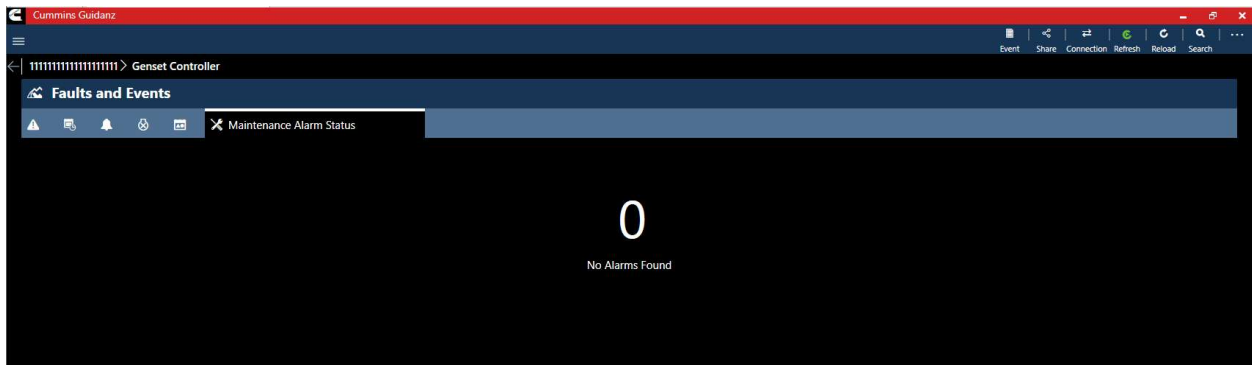 Cummins Guidanz
Event Share Connection Refresh Reload Search
1111111111111111111 > Genset Controller
Faults and Events
Maintenance Alarm Status
0
No Alarms Found